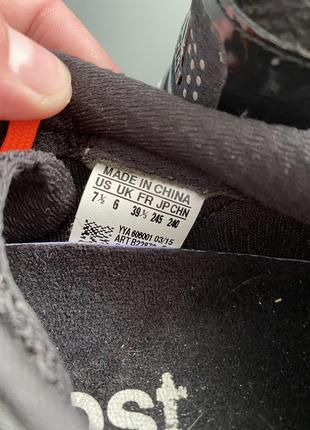 MADE IN CHINA
US UK FR JP CHN
7½ 6 39⅓ 245 240
YYA 606001 03/15
ost